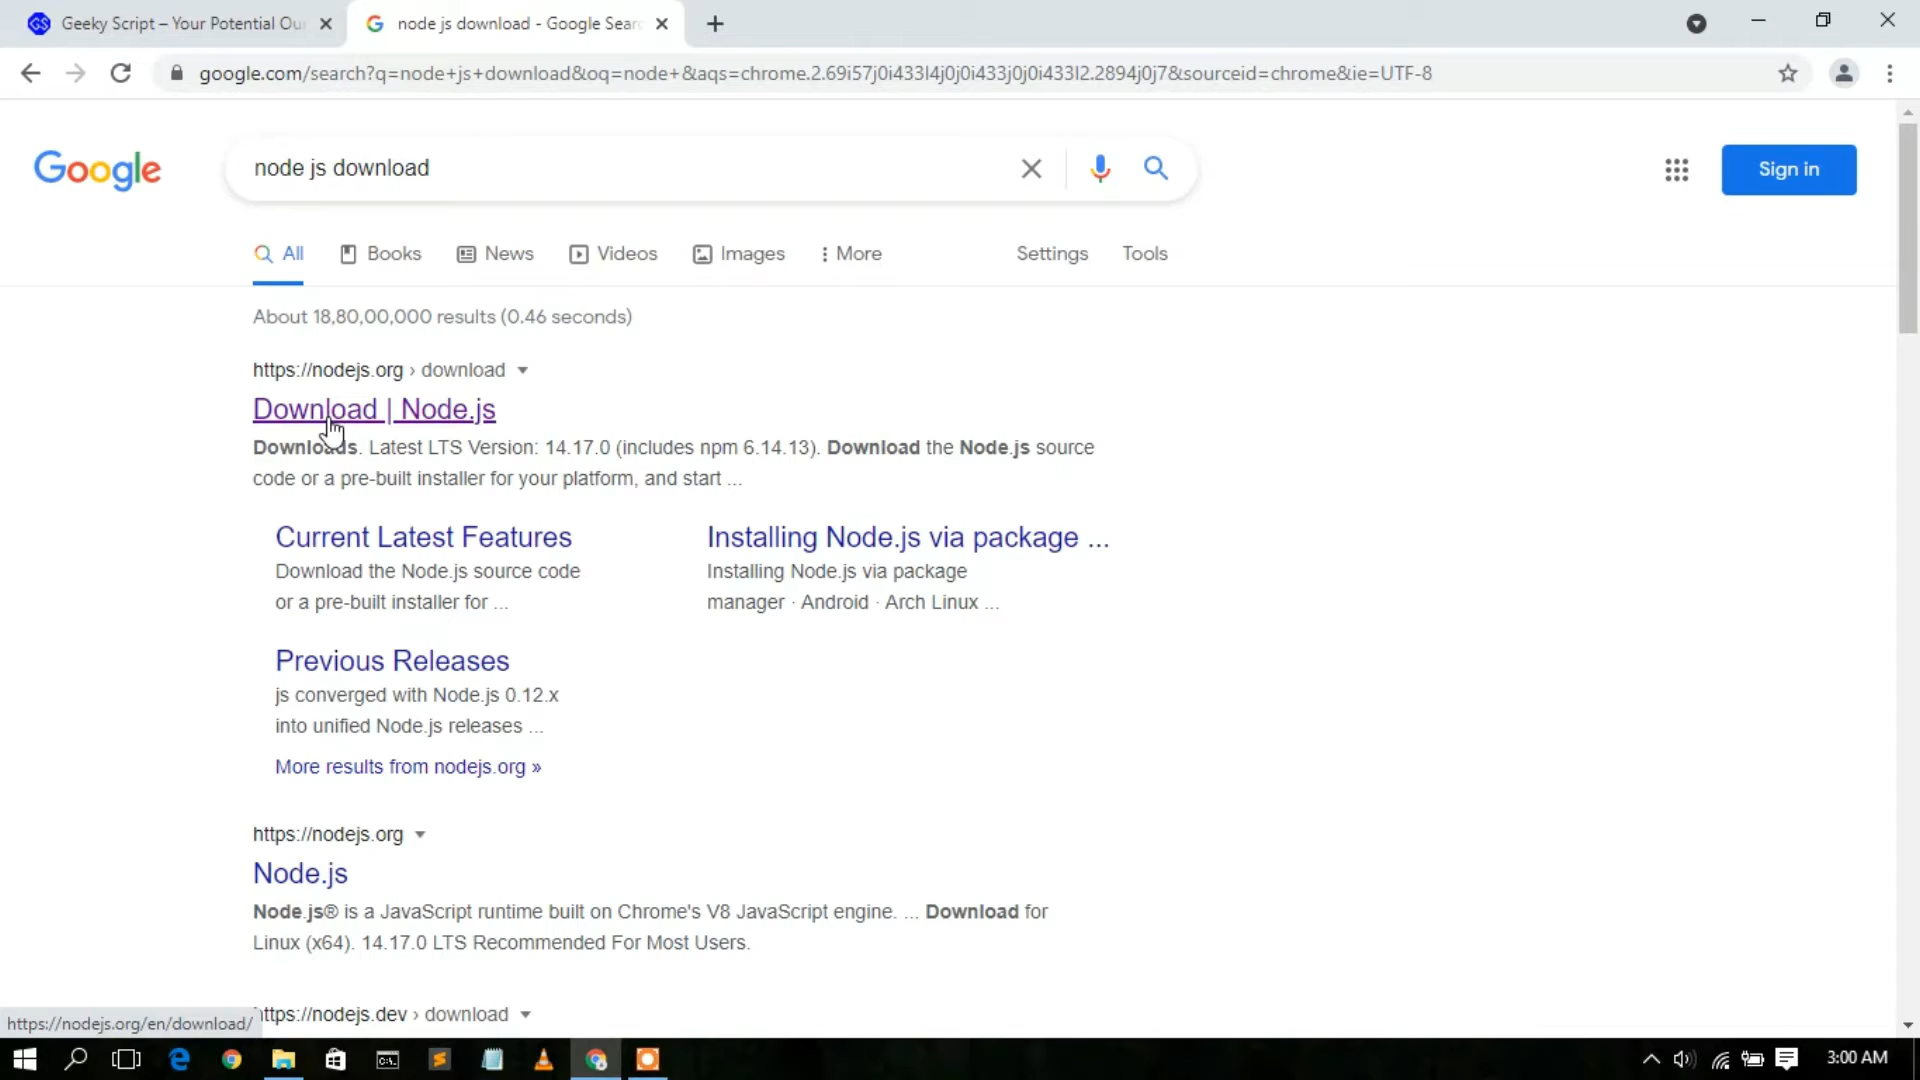 Geeky Script – Your Potential Our
node js download - Google Sear
google.com/search?q=node+js+download&oq=node+&aqs=chrome.2.69i57j0i433l4j0j0i433j0j0i433l2.2894j0j7&sourceid=chrome&ie=UTF-8
Google
node js download
Sign in
All
Books
News
Videos
Images
More
Settings
Tools
About 18,80,00,000 results (0.46 seconds)
https://nodejs.org › download
Download | Node.js
Downloads. Latest LTS Version: 14.17.0 (includes npm 6.14.13). Download the Node.js source
code or a pre-built installer for your platform, and start ...
Current Latest Features
Download the Node.js source code
or a pre-built installer for ...
Installing Node.js via package ...
Installing Node.js via package
manager · Android · Arch Linux ...
Previous Releases
js converged with Node.js 0.12.x
into unified Node.js releases ...
More results from nodejs.org »
https://nodejs.org
Node.js
Node.js® is a JavaScript runtime built on Chrome's V8 JavaScript engine. ... Download for
Linux (x64). 14.17.0 LTS Recommended For Most Users.
https://nodejs.dev › download
https://nodejs.org/en/download/
3:00 AM